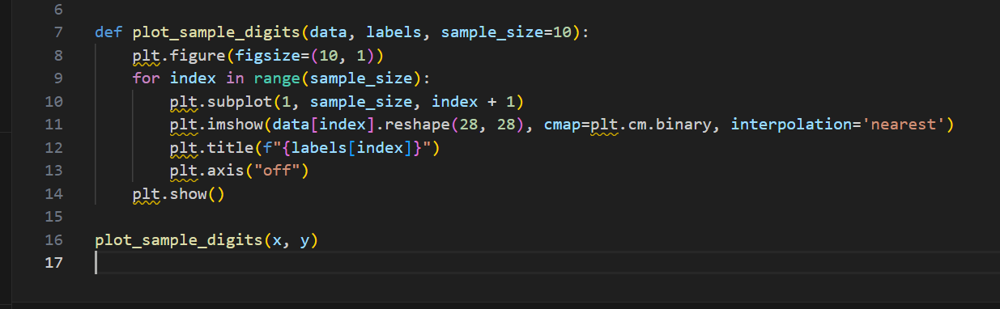 6
7 def plot_sample_digits(data, labels, sample_size=10):
8     plt.figure(figsize=(10, 1))
9     for index in range(sample_size):
10         plt.subplot(1, sample_size, index + 1)
11         plt.imshow(data[index].reshape(28, 28), cmap=plt.cm.binary, interpolation='nearest')
12         plt.title(f"{labels[index]}")
13         plt.axis("off")
14     plt.show()
15
16 plot_sample_digits(x, y)
17